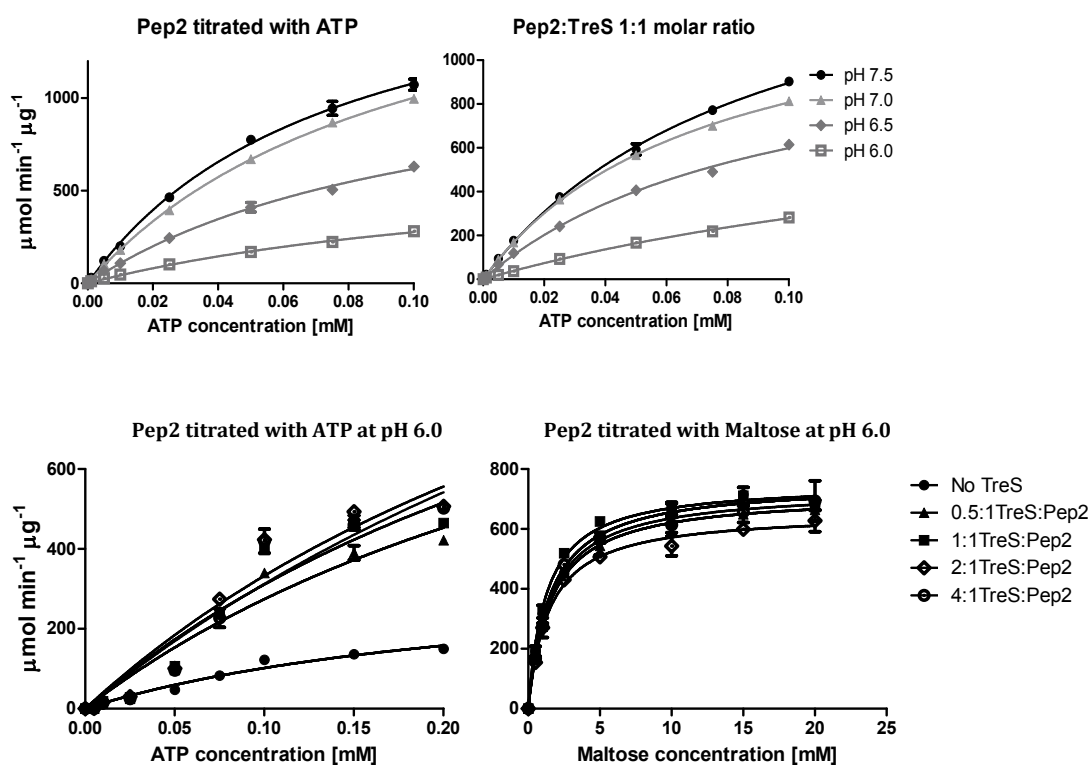 Pep2 titrated with ATP
Pep2:TreS 1:1 molar ratio
µmol min-1 µg-1
1000
500
0
0.00
0.02
0.04
0.06
0.08
0.10
ATP concentration [mM]
1000
800
600
400
200
0
0.00
0.02
0.04
0.06
0.08
0.10
ATP concentration [mM]
pH 7.5
pH 7.0
pH 6.5
pH 6.0
Pep2 titrated with ATP at pH 6.0
Pep2 titrated with Maltose at pH 6.0
µmol min-1 µg-1
600
400
200
0
0.00
0.05
0.10
0.15
0.20
ATP concentration [mM]
800
600
400
200
0
0
5
10
15
20
25
Maltose concentration [mM]
No TreS
0.5:1TreS:Pep2
1:1TreS:Pep2
2:1TreS:Pep2
4:1TreS:Pep2